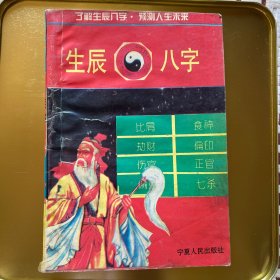 了解生辰八字·预测人生未来
生辰八字
比肩 食神
劫财 偏印
伤官 正官
七杀
宁夏人民出版社